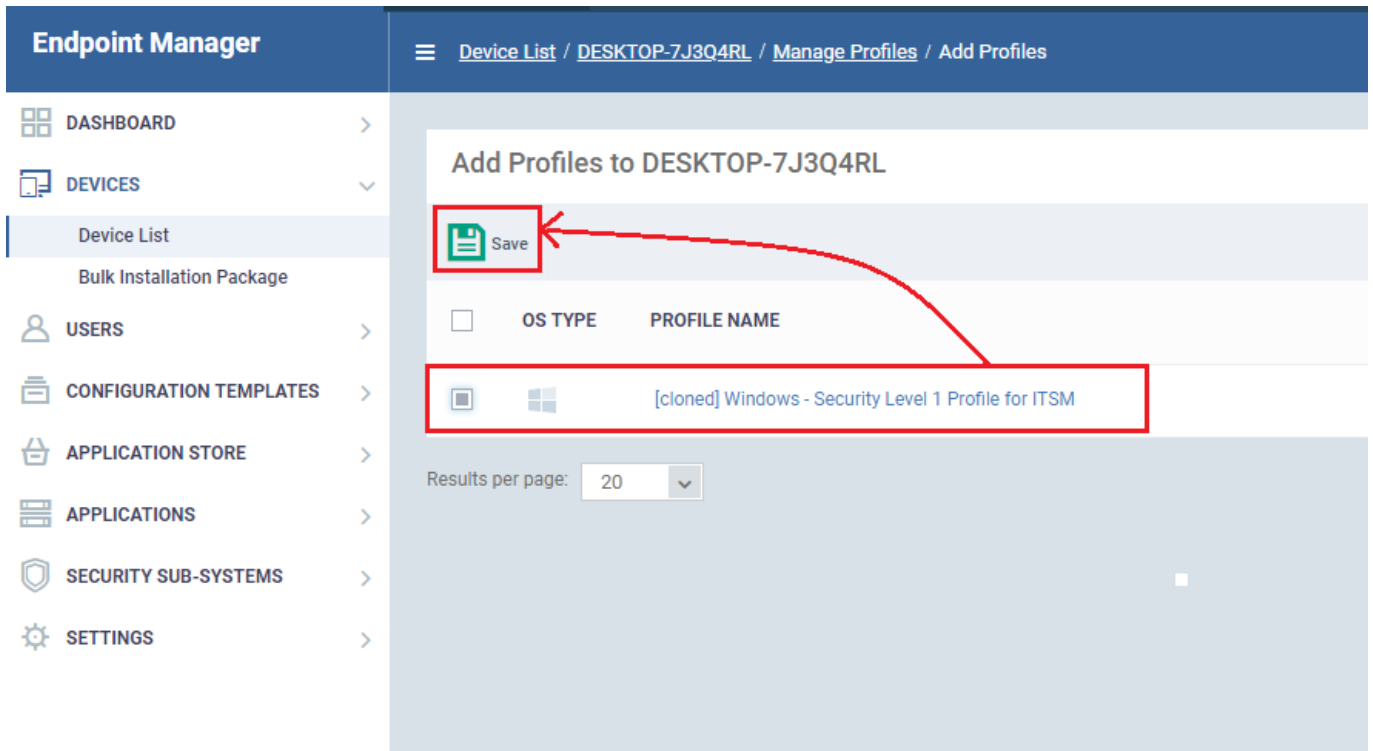 Endpoint Manager
Device List / DESKTOP-7J3Q4RL / Manage Profiles / Add Profiles
DASHBOARD
DEVICES
Device List
Bulk Installation Package
USERS
CONFIGURATION TEMPLATES
APPLICATION STORE
APPLICATIONS
SECURITY SUB-SYSTEMS
SETTINGS
Add Profiles to DESKTOP-7J3Q4RL
Save
OS TYPE PROFILE NAME
[cloned] Windows - Security Level 1 Profile for ITSM
Results per page: 20